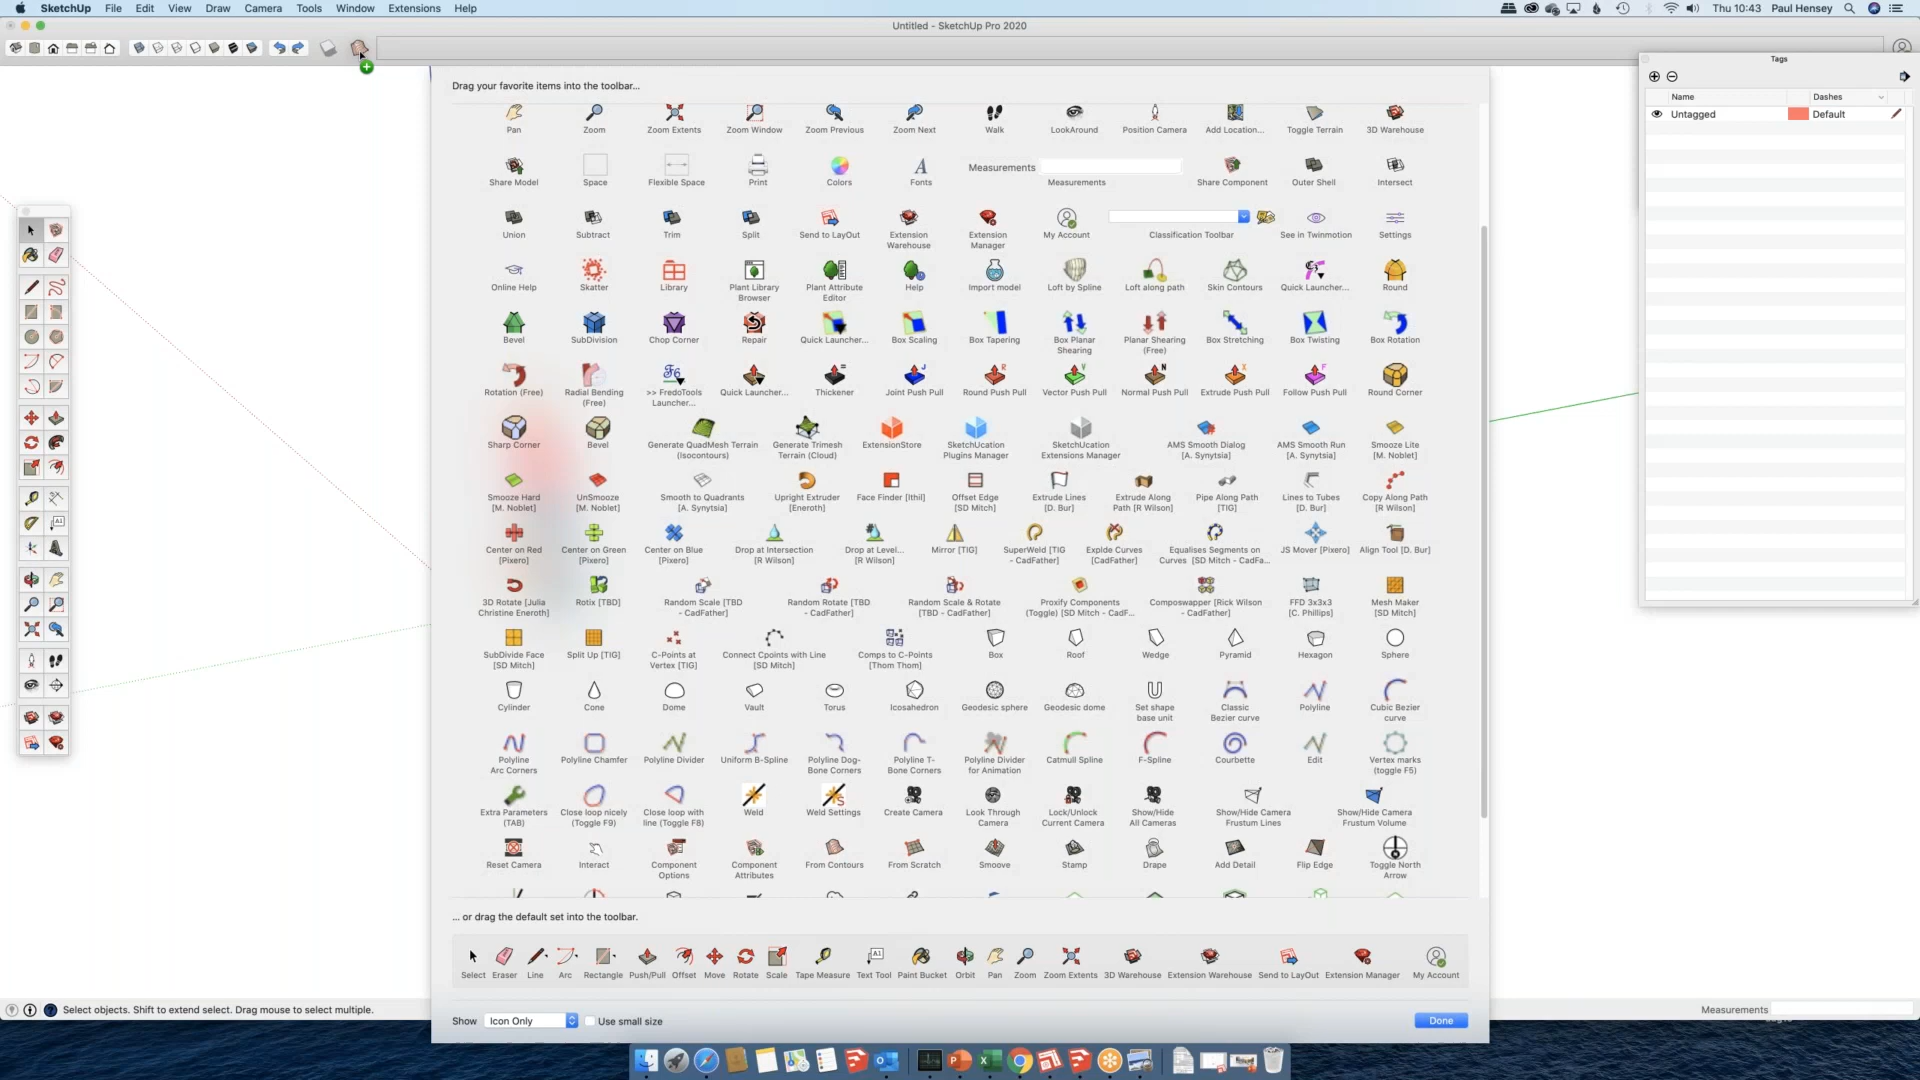 SketchUp File Edit View Draw Camera Tools Window Extensions Help Thu 10:43 Paul Hensey
Untitled - SketchUp Pro 2020
Tags
Name Dashes
Untagged Default
Drag your favorite items into the toolbar...
Pan Zoom Zoom Extents Zoom Window Zoom Previous Zoom Next Walk LookAround Position Camera Add Location... Toggle Terrain 3D Warehouse
Measurements
Share Model Space Flexible Space Print Colors Fonts Measurements Share Component Outer Shell Intersect
Union Subtract Trim Split Send to LayOut Extension My Account Classification Toolbar See in Twinmotion Settings
Warehouse Extension Manager
Online Help Skatter Library Plant Library Browser Plant Attribute Editor Help Import model Loft by Spline Loft along path Skin Contours Quick Launcher... Round
Bevel SubDivision Chop Corner Repair Quick Launcher... Box Scaling Box Tapering Box Planar Shearing Planar Shearing (Free) Box Stretching Box Twisting Box Rotation
Rotation (Free) Radial Bending (Free) >> FredoTools Launcher... Quick Launcher... Thickener Joint Push Pull Round Push Pull Vector Push Pull Normal Push Pull Extrude Push Pull Follow Push Pull Round Corner
Sharp Corner Bevel Generate QuadMesh Terrain (Isocontours) Generate Trimesh Terrain (Cloud) ExtensionStore SketchUcation Plugins Manager SketchUcation Extensions Manager AMS Smooth Dialog [A. Synytsia] AMS Smooth Run [A. Synytsia] Smooze Lite [M. Noblet]
Smooze Hard [M. Noblet] UnSmooze [M. Noblet] Smooth to Quadrants [A. Synytsia] Upright Extruder [Eneroth] Face Finder [Ithil] Offset Edge [SD Mitch] Extrude Lines [D. Bur] Extrude Along Path [R Wilson] Pipe Along Path [TIG] Lines to Tubes [D. Bur] Copy Along Path [R Wilson]
Center on Red [Pixero] Center on Green [Pixero] Center on Blue [Pixero] Drop at Intersection [R Wilson] Drop at Level... [R Wilson] Mirror [TIG] SuperWeld [TIG - CadFather] Explde Curves [CadFather] Equalises Segments on Curves [SD Mitch - CadFa... JS Mover [Pixero] Align Tool [D. Bur]
3D Rotate [Julia Christine Eneroth] Rotix [TBD] Random Scale [TBD - CadFather] Random Rotate [TBD - CadFather] Random Scale & Rotate [TBD - CadFather] Proxify Components (Toggle) [SD Mitch - CadF... Composwapper [Rick Wilson - CadFather] FFD 3x3x3 [C. Phillips] Mesh Maker [SD Mitch]
SubDivide Face [SD Mitch] Split Up [TIG] C-Points at Vertex [TIG] Connect Cpoints with Line [SD Mitch] Comps to C-Points [Thom Thom] Box Roof Wedge Pyramid Hexagon Sphere
Cylinder Cone Dome Vault Torus Icosahedron Geodesic sphere Geodesic dome Set shape base unit Classic Bezier curve Polyline Cubic Bezier curve
Polyline Arc Corners Polyline Chamfer Polyline Divider Uniform B-Spline Polyline Dog-Bone Corners Polyline T-Bone Corners Polyline Divider for Animation Catmull Spline F-Spline Courbette Edit Vertex marks (toggle F5)
Extra Parameters (TAB) Close loop nicely (Toggle F9) Close loop with line (Toggle F8) Weld Weld Settings Create Camera Look Through Camera Lock/Unlock Current Camera Show/Hide All Cameras Show/Hide Camera Frustum Lines Show/Hide Camera Frustum Volume
Reset Camera Interact Component Options Component Attributes From Contours From Scratch Smoove Stamp Drape Add Detail Flip Edge Toggle North Arrow
... or drag the default set into the toolbar.
Select Eraser Line Arc Rectangle Push/Pull Offset Move Rotate Scale Tape Measure Text Tool Paint Bucket Orbit Pan Zoom Zoom Extents 3D Warehouse Extension Warehouse Send to LayOut Extension Manager My Account
Show Icon Only Use small size Done
Select objects. Shift to extend select. Drag mouse to select multiple. Measurements